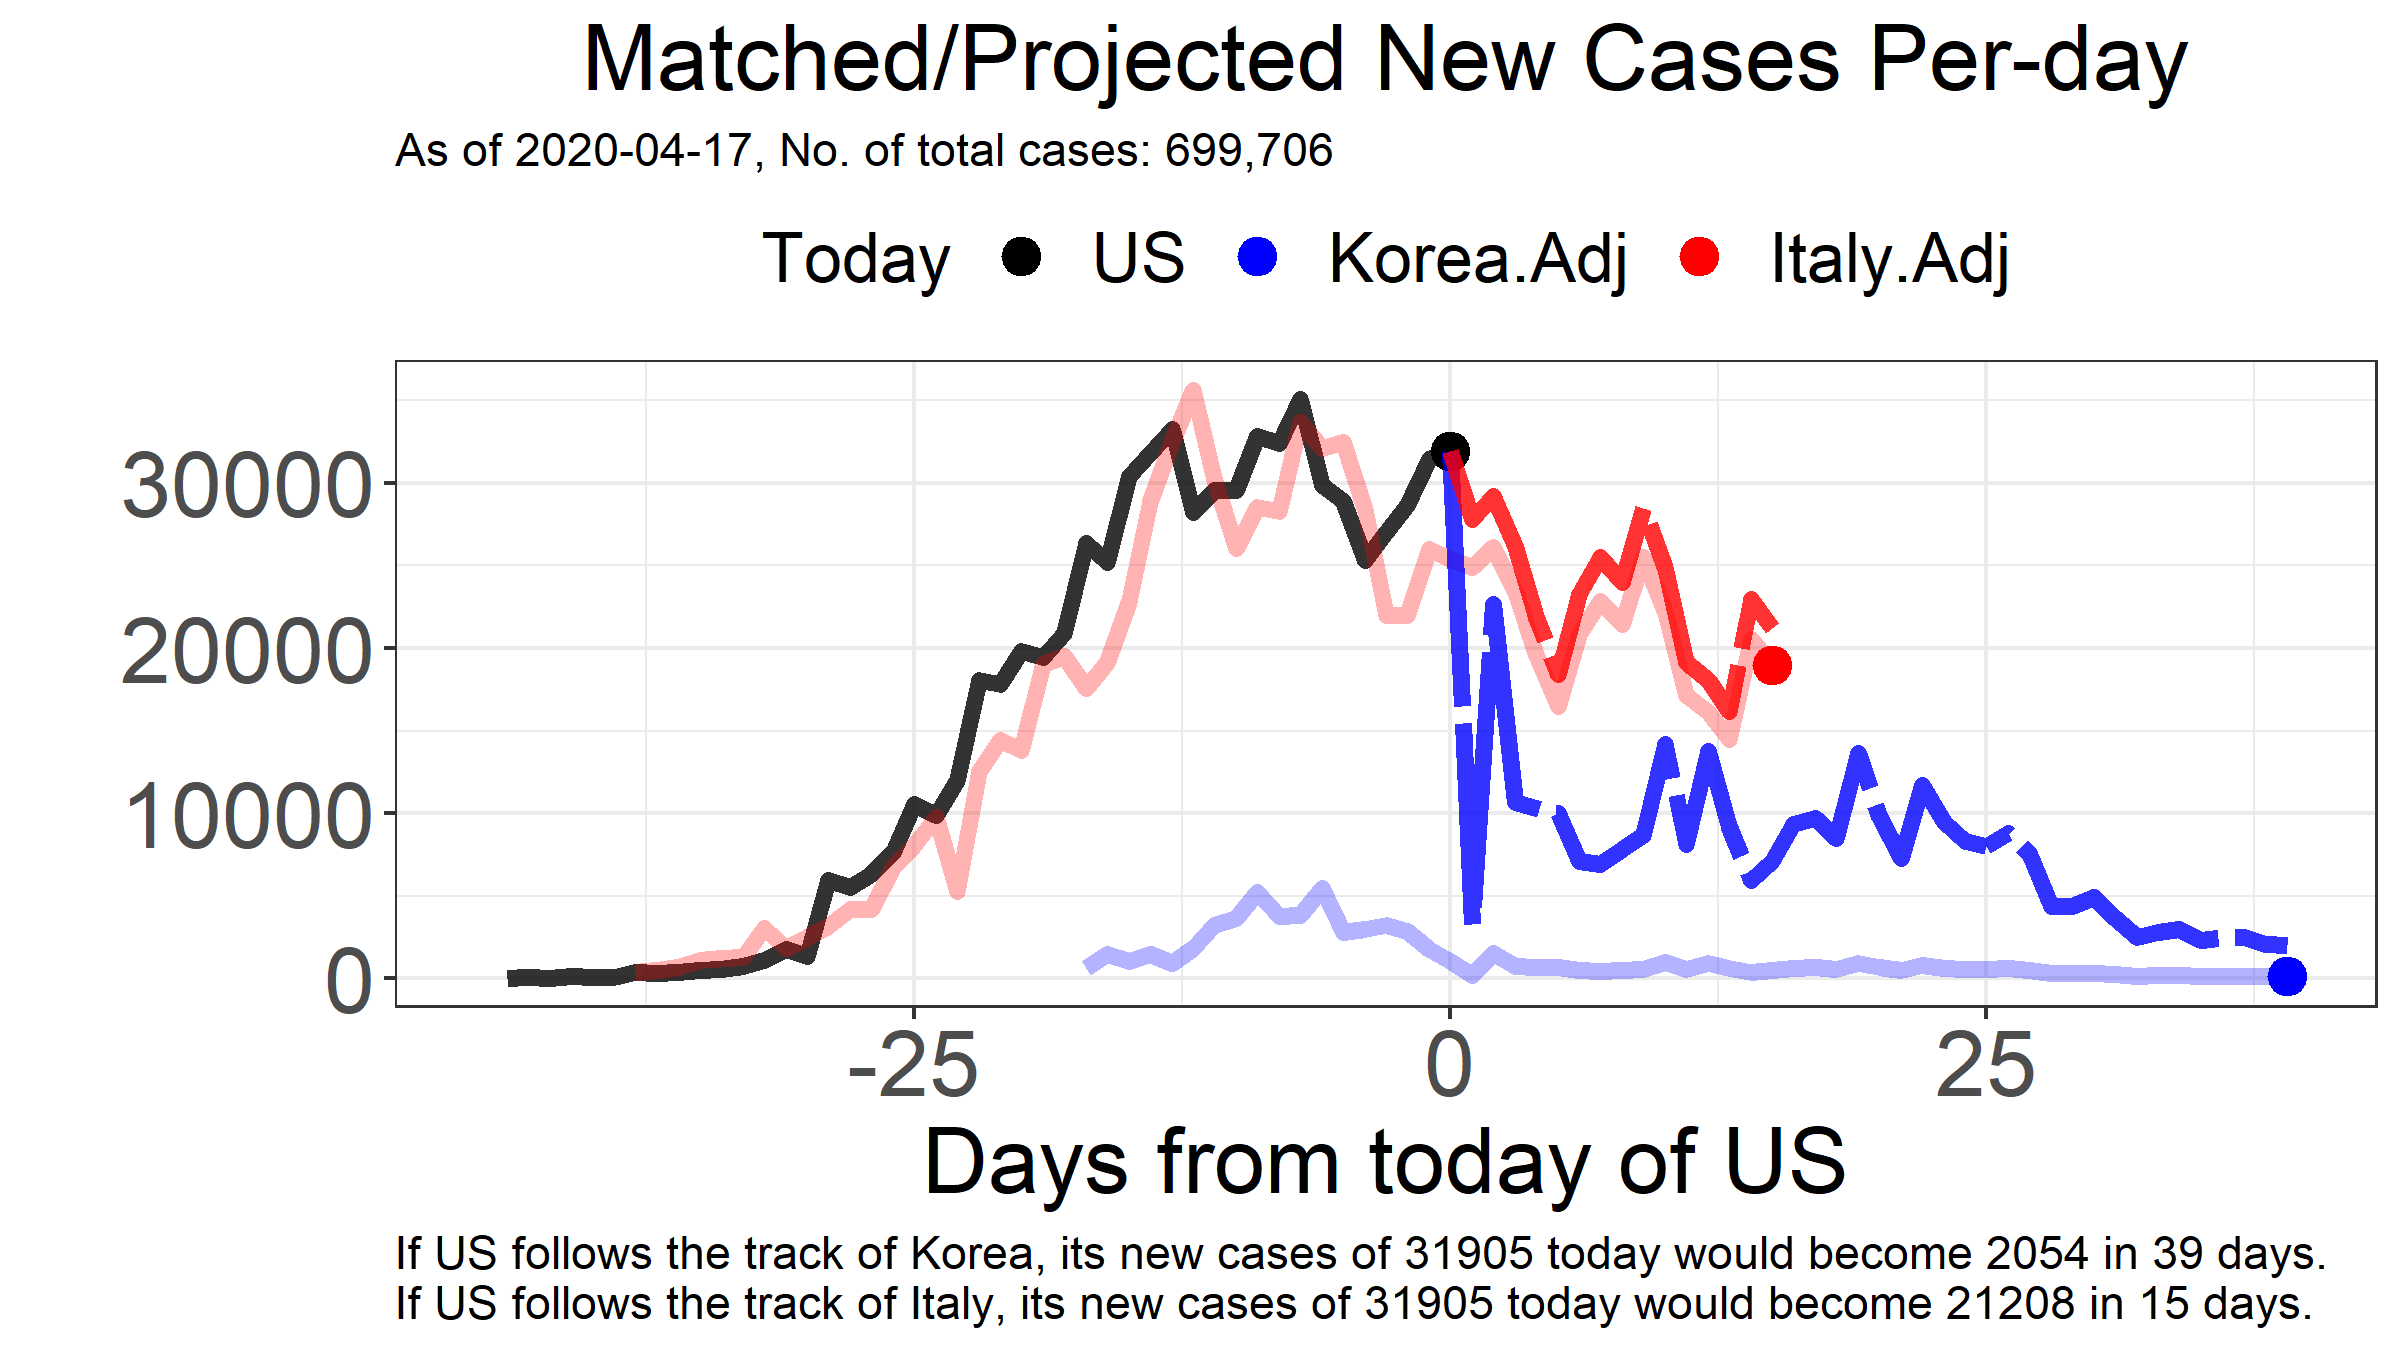 Matched/Projected New Cases Per-day
As of 2020-04-17, No. of total cases: 699,706
Today US Korea.Adj Italy.Adj
30000
20000
10000
0
-25 0 25
Days from today of US
If US follows the track of Korea, its new cases of 31905 today would become 2054 in 39 days.
If US follows the track of Italy, its new cases of 31905 today would become 21208 in 15 days.